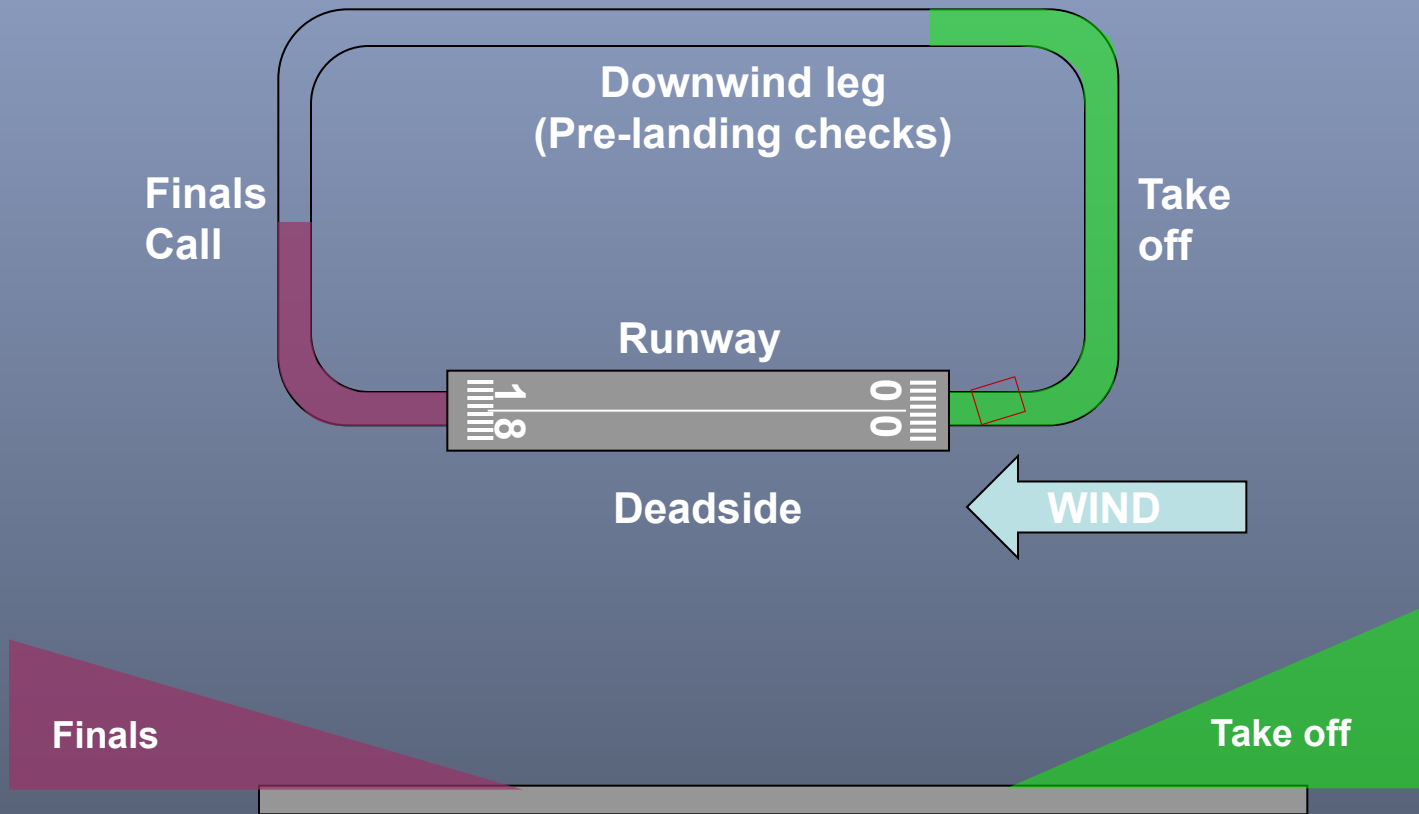 Downwind leg
(Pre-landing checks)
Finals
Call
Take
off
Runway
18
00
Deadside
WIND
Finals
Take off